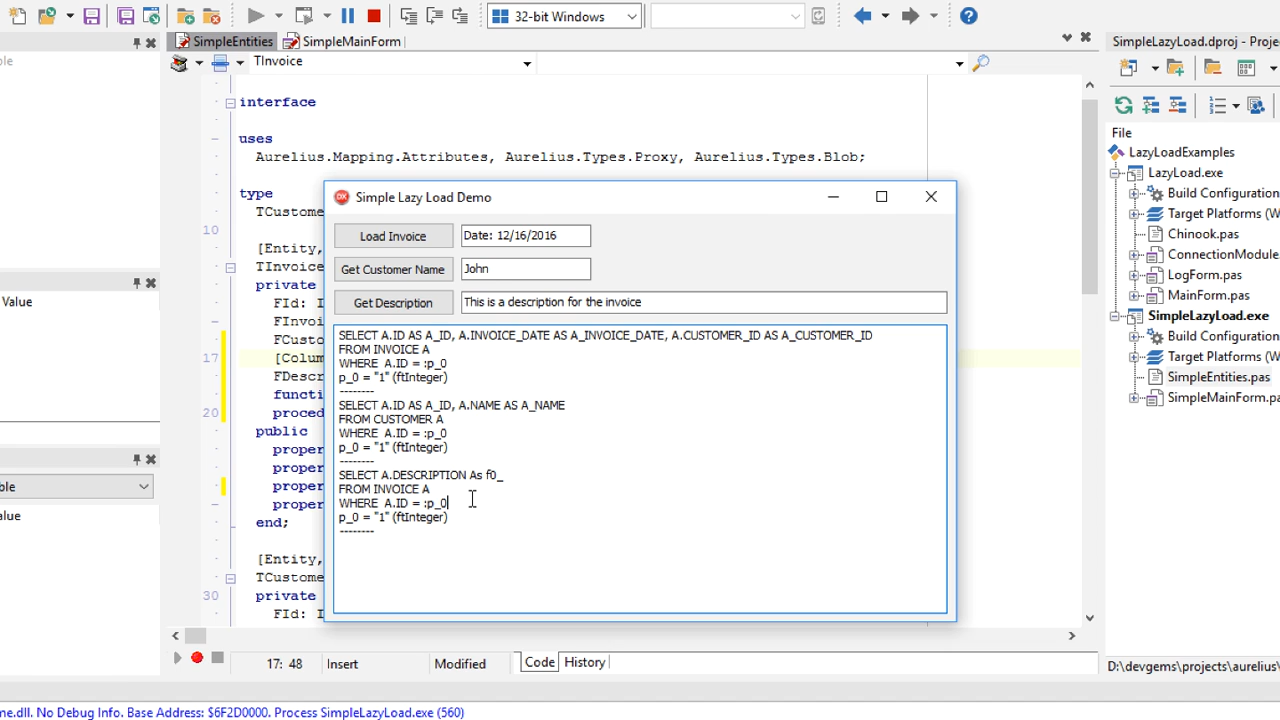 32-bit Windows
SimpleEntities
SimpleMainForm
SimpleLazyLoad.dproj - Proje
TInvoice
ble
interface
uses
Aurelius.Mapping.Attributes, Aurelius.Types.Proxy, Aurelius.Types.Blob;
type
TCustome
10
[Entity,
TInvoice
private
FId: I
FInvoi
FCusto
17
[Colum
FDescr
functi
20
proced
public
proper
proper
proper
proper
end;
[Entity,
TCustome
30
private
FId: I
Value
ble
alue
Simple Lazy Load Demo
Load Invoice
Date: 12/16/2016
Get Customer Name
John
Get Description
This is a description for the invoice
SELECT A.ID AS A_ID, A.INVOICE_DATE AS A_INVOICE_DATE, A.CUSTOMER_ID AS A_CUSTOMER_ID
FROM INVOICE A
WHERE  A.ID = :p_0
p_0 = "1" (ftInteger)
--------
SELECT A.ID AS A_ID, A.NAME AS A_NAME
FROM CUSTOMER A
WHERE  A.ID = :p_0
p_0 = "1" (ftInteger)
--------
SELECT A.DESCRIPTION As f0_
FROM INVOICE A
WHERE  A.ID = :p_0
p_0 = "1" (ftInteger)
--------
File
LazyLoadExamples
LazyLoad.exe
Build Configuration
Target Platforms (W
Chinook.pas
ConnectionModule.
LogForm.pas
MainForm.pas
SimpleLazyLoad.exe
Build Configuration
Target Platforms (W
SimpleEntities.pas
SimpleMainForm.pa
17: 48
Insert
Modified
Code
History
D:\devgems\projects\aurelius\
me.dll. No Debug Info. Base Address: $6F2D0000. Process SimpleLazyLoad.exe (560)